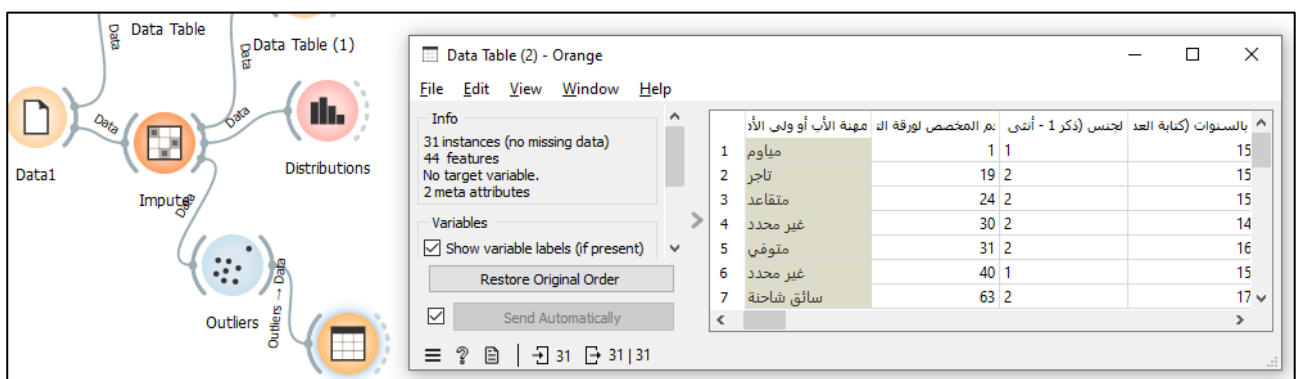 Data Table
Data Table (1)
Data
Data
Data
Data
Data
Data1
Impute
Distributions
Outliers
Outliers → Data
Data Table (2) - Orange
File Edit View Window Help
Info
31 instances (no missing data)
44 features
No target variable.
2 meta attributes
Variables
Show variable labels (if present)
Restore Original Order
Send Automatically
31
31 | 31
مهنة الأب أو ولي الأد دم المخصص لورقة الت لجنس (ذكر 1 - أنثى بالسنوات (كتابة العد
1 مياوم 1 1 15
2 تاجر 19 2 15
3 متقاعد 24 2 15
4 غير محدد 30 2 14
5 متوفي 31 2 16
6 غير محدد 40 1 15
7 سائق شاحنة 63 2 17